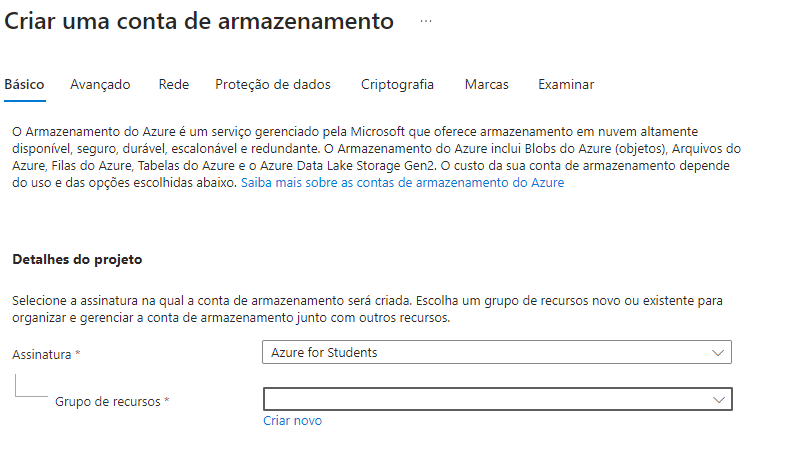 Criar uma conta de armazenamento ...
Básico Avançado Rede Proteção de dados Criptografia Marcas Examinar
O Armazenamento do Azure é um serviço gerenciado pela Microsoft que oferece armazenamento em nuvem altamente
disponível, seguro, durável, escalonável e redundante. O Armazenamento do Azure inclui Blobs do Azure (objetos), Arquivos do
Azure, Filas do Azure, Tabelas do Azure e o Azure Data Lake Storage Gen2. O custo da sua conta de armazenamento depende
do uso e das opções escolhidas abaixo. Saiba mais sobre as contas de armazenamento do Azure
Detalhes do projeto
Selecione a assinatura na qual a conta de armazenamento será criada. Escolha um grupo de recursos novo ou existente para
organizar e gerenciar a conta de armazenamento junto com outros recursos.
Assinatura * Azure for Students
Grupo de recursos *
Criar novo